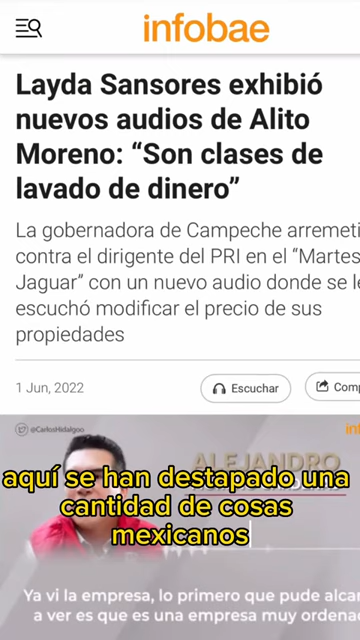 infobae
Layda Sansores exhibió
nuevos audios de Alito
Moreno: “Son clases de
lavado de dinero”
La gobernadora de Campeche arremeti
contra el dirigente del PRI en el “Martes
Jaguar” con un nuevo audio donde se le
escuchó modificar el precio de sus
propiedades
1 Jun, 2022
Escuchar
Comp
@CarlosHidalgoo
inf
ALEJANDRO
aquí se han destapado una
cantidad de cosas
mexicanos
Ya vi la empresa, lo primero que pude alcan
a ver es que es una empresa muy ordena